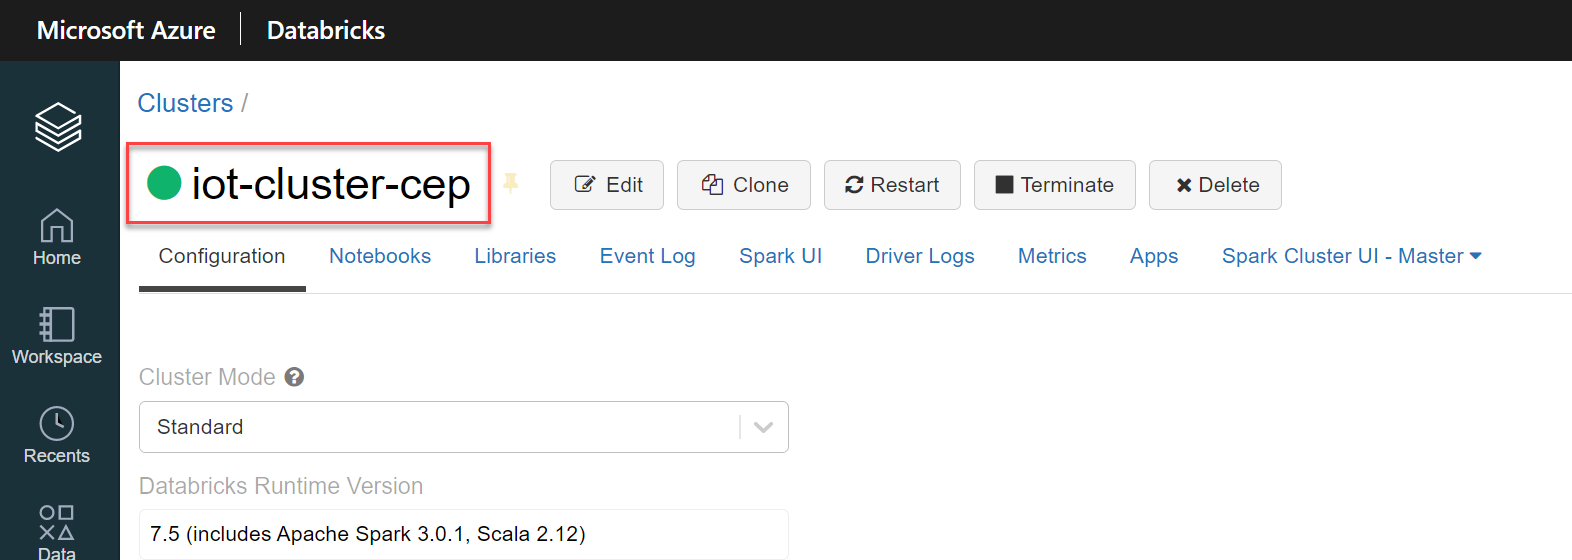 Microsoft Azure Databricks
Clusters /
iot-cluster-cep
Edit Clone Restart Terminate Delete
Configuration Notebooks Libraries Event Log Spark UI Driver Logs Metrics Apps Spark Cluster UI - Master
Home
Workspace
Recents
Data
Cluster Mode
Standard
Databricks Runtime Version
7.5 (includes Apache Spark 3.0.1, Scala 2.12)